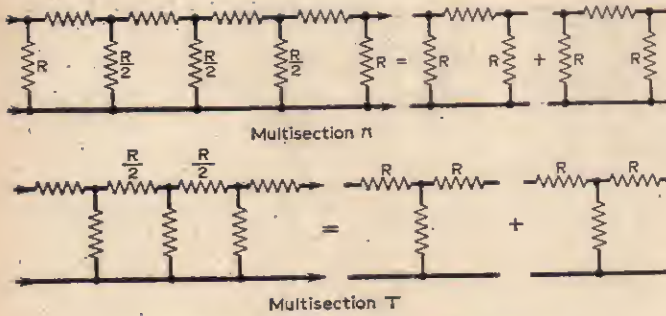 R R/2 R/2 R/2 R = R R + R R
Multisection π
R/2 R/2
R R R R
= +
Multisection T